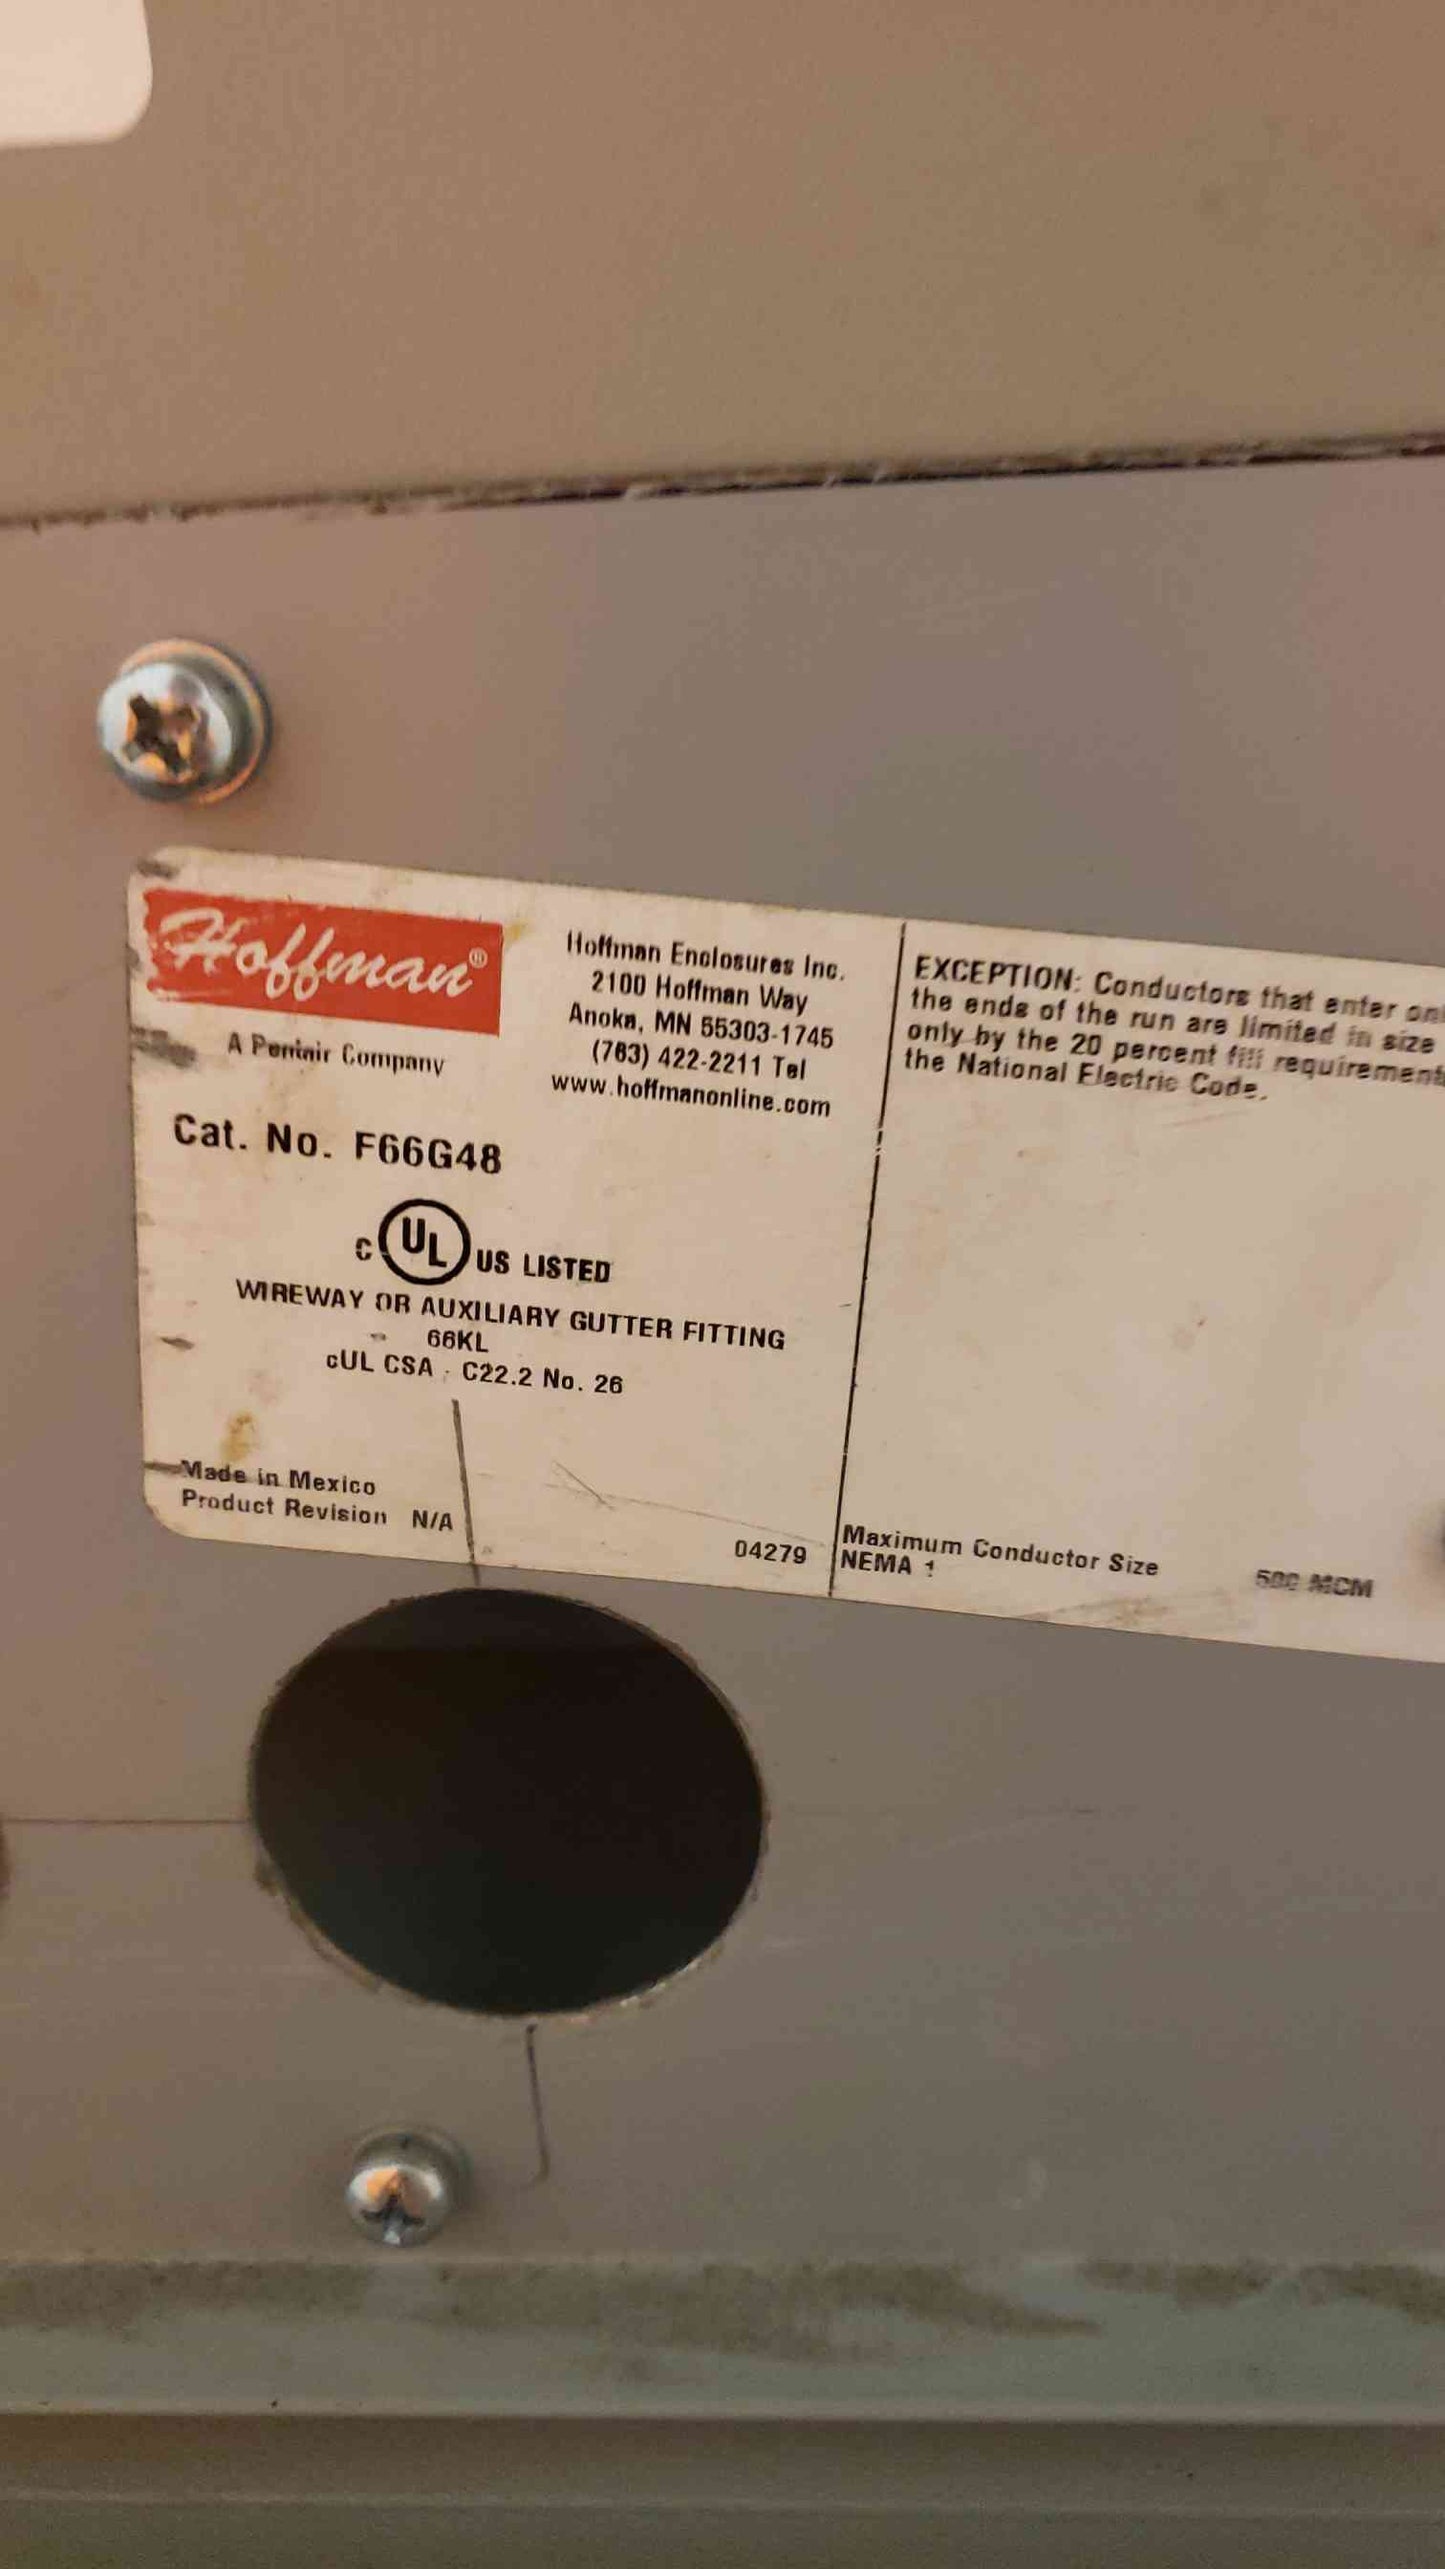 Hoffman®
A Pentair Company
Hoffman Enclosures Inc.
2100 Hoffman Way
Anoka, MN 55303-1745
(763) 422-2211 Tel
www.hoffmanonline.com
Cat. No. F66G48
c UL US LISTED
WIREWAY OR AUXILIARY GUTTER FITTING
66KL
cUL CSA C22.2 No. 26
Made in Mexico
Product Revision N/A
04279
EXCEPTION: Conductors that enter
the ends of the run are limited in size
only by the 20 percent fill requirement
the National Electric Code.
Maximum Conductor Size 500 MCM
NEMA 1